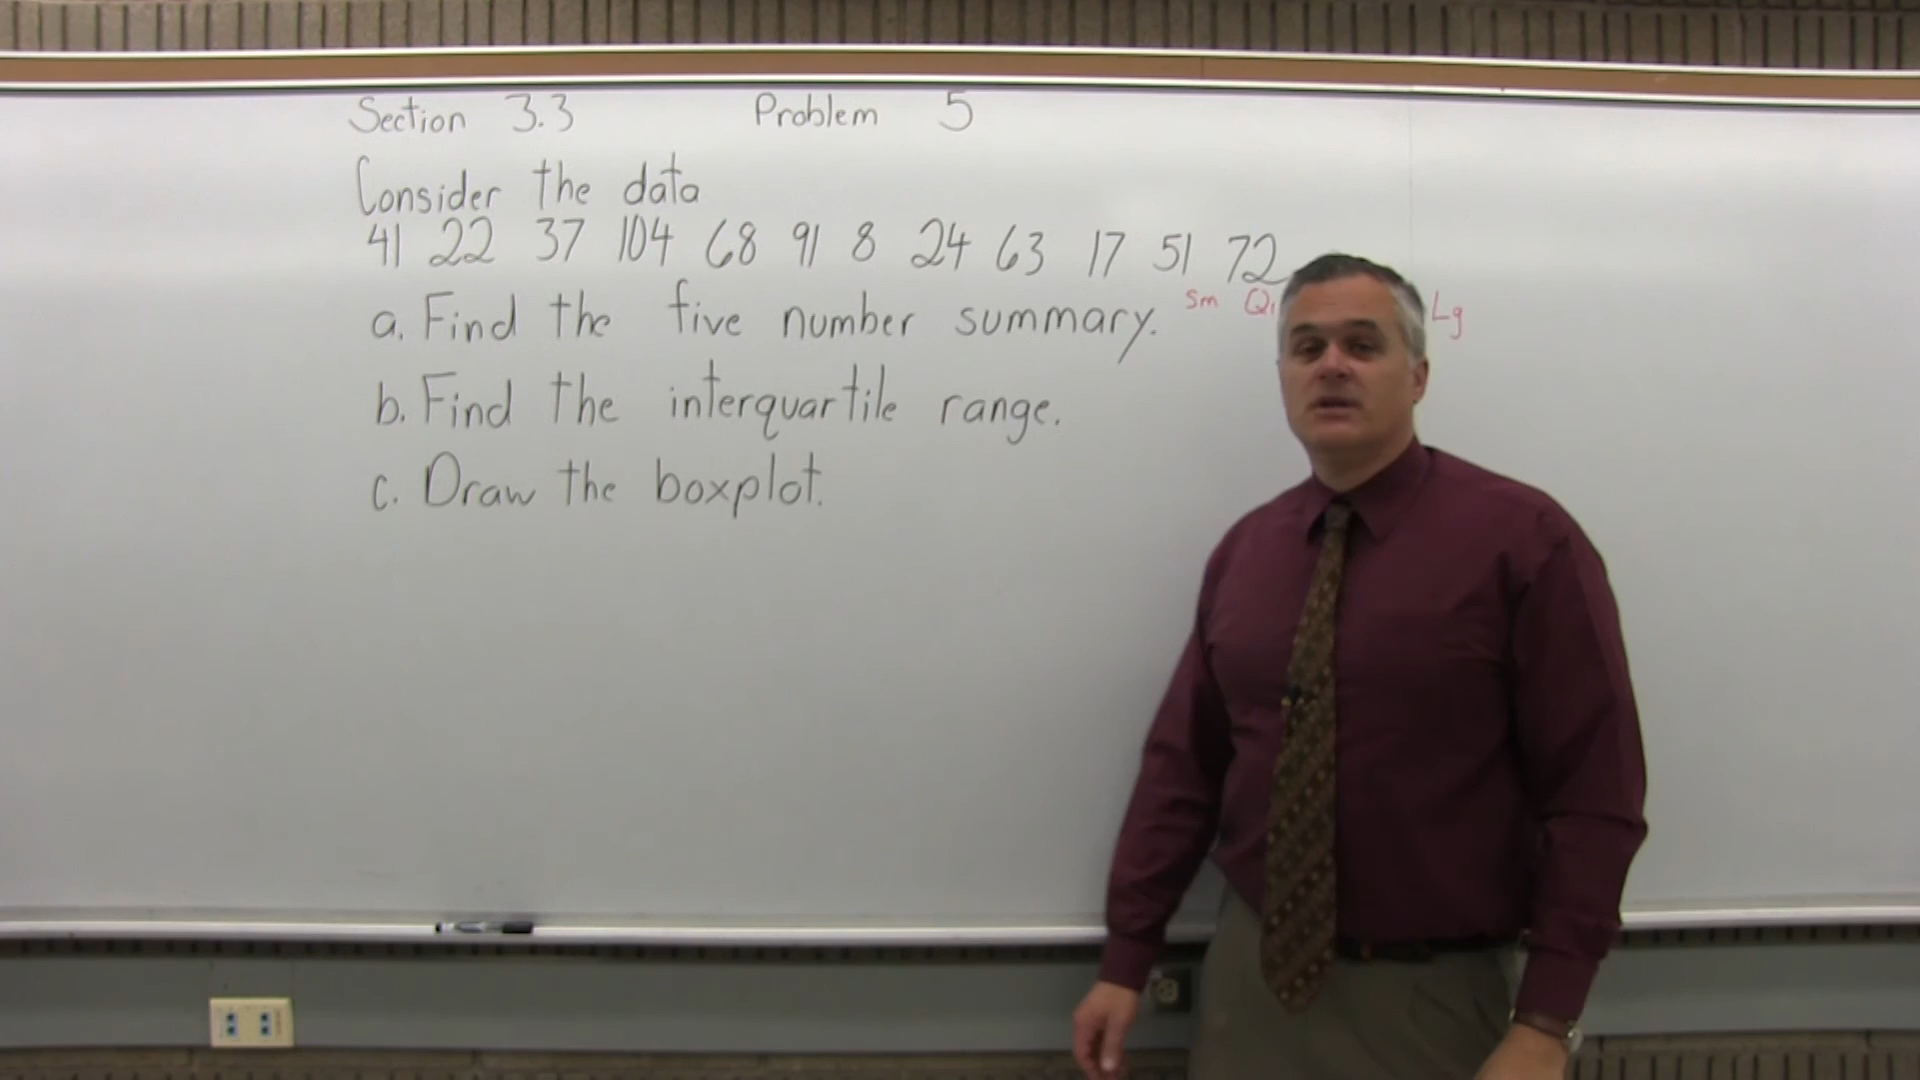 Section 3.3 Problem 5
Consider the data
41 22 37 104 68 91 8 24 63 17 51 72
a. Find the five number summary. Sm Q1 Lg
b. Find the interquartile range.
c. Draw the boxplot.